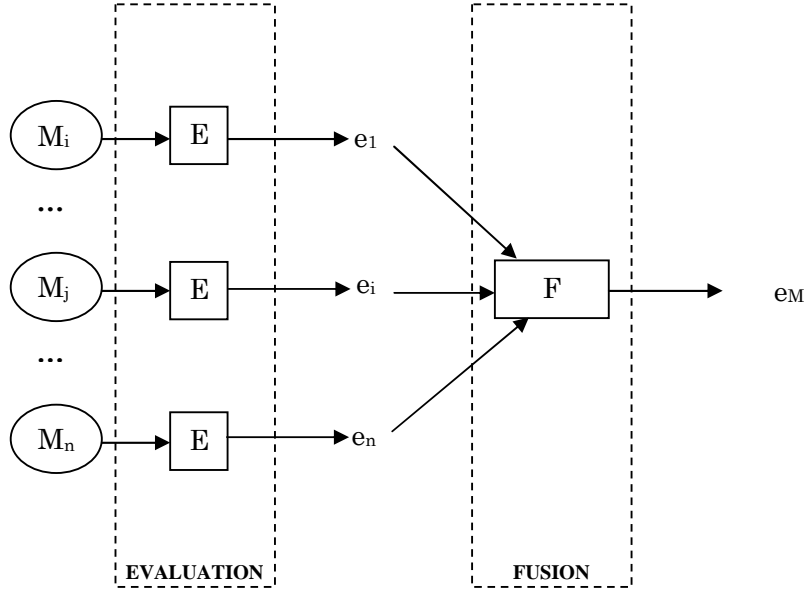 Mi E e1
...
Mj E ei F eM
...
Mn E en
EVALUATION FUSION